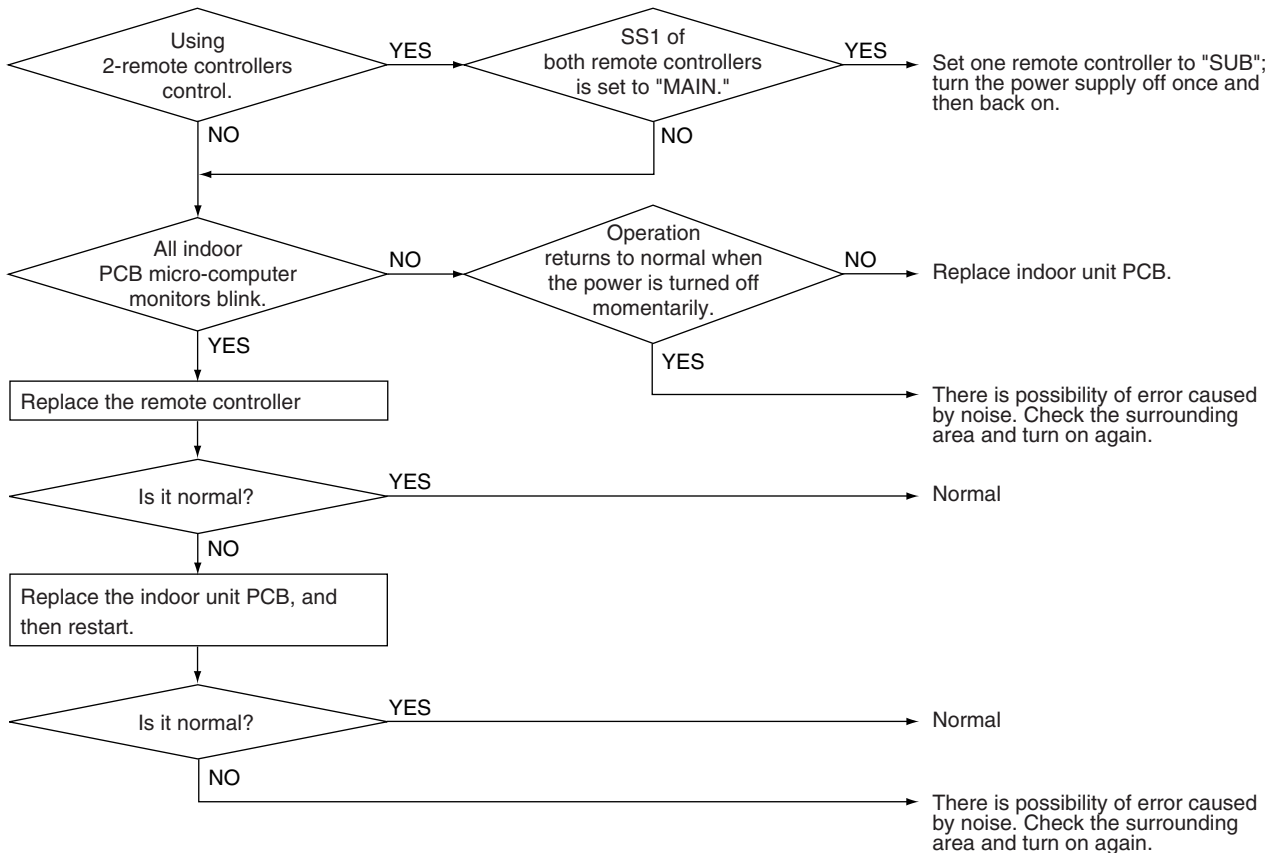 Using
2-remote controllers
control.
YES
SS1 of
both remote controllers
is set to "MAIN."
YES
Set one remote controller to "SUB";
turn the power supply off once and
then back on.
NO
NO
All indoor
PCB micro-computer
monitors blink.
NO
Operation
returns to normal when
the power is turned off
momentarily.
NO
Replace indoor unit PCB.
YES
YES
There is possibility of error caused
by noise. Check the surrounding
area and turn on again.
Replace the remote controller
Is it normal?
YES
Normal
NO
Replace the indoor unit PCB, and
then restart.
Is it normal?
YES
Normal
NO
There is possibility of error caused
by noise. Check the surrounding
area and turn on again.